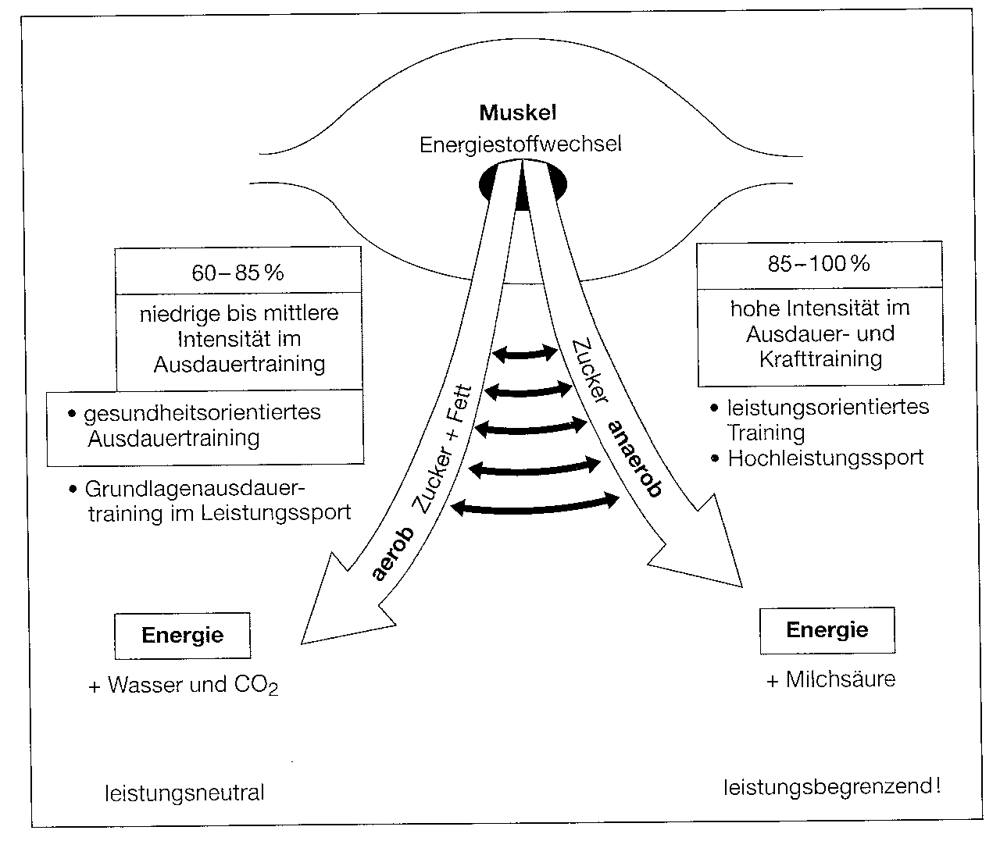 Muskel
Energiestoffwechsel
60–85 %
niedrige bis mittlere
Intensität im
Ausdauertraining
• gesundheitsorientiertes
Ausdauertraining
• Grundlagenausdauer-
training im Leistungssport
85–100 %
hohe Intensität im
Ausdauer- und
Krafttraining
• leistungsorientiertes
Training
• Hochleistungssport
aerob Zucker + Fett
Zucker anaerob
Energie
+ Wasser und CO₂
Energie
+ Milchsäure
leistungsneutral
leistungsbegrenzend!